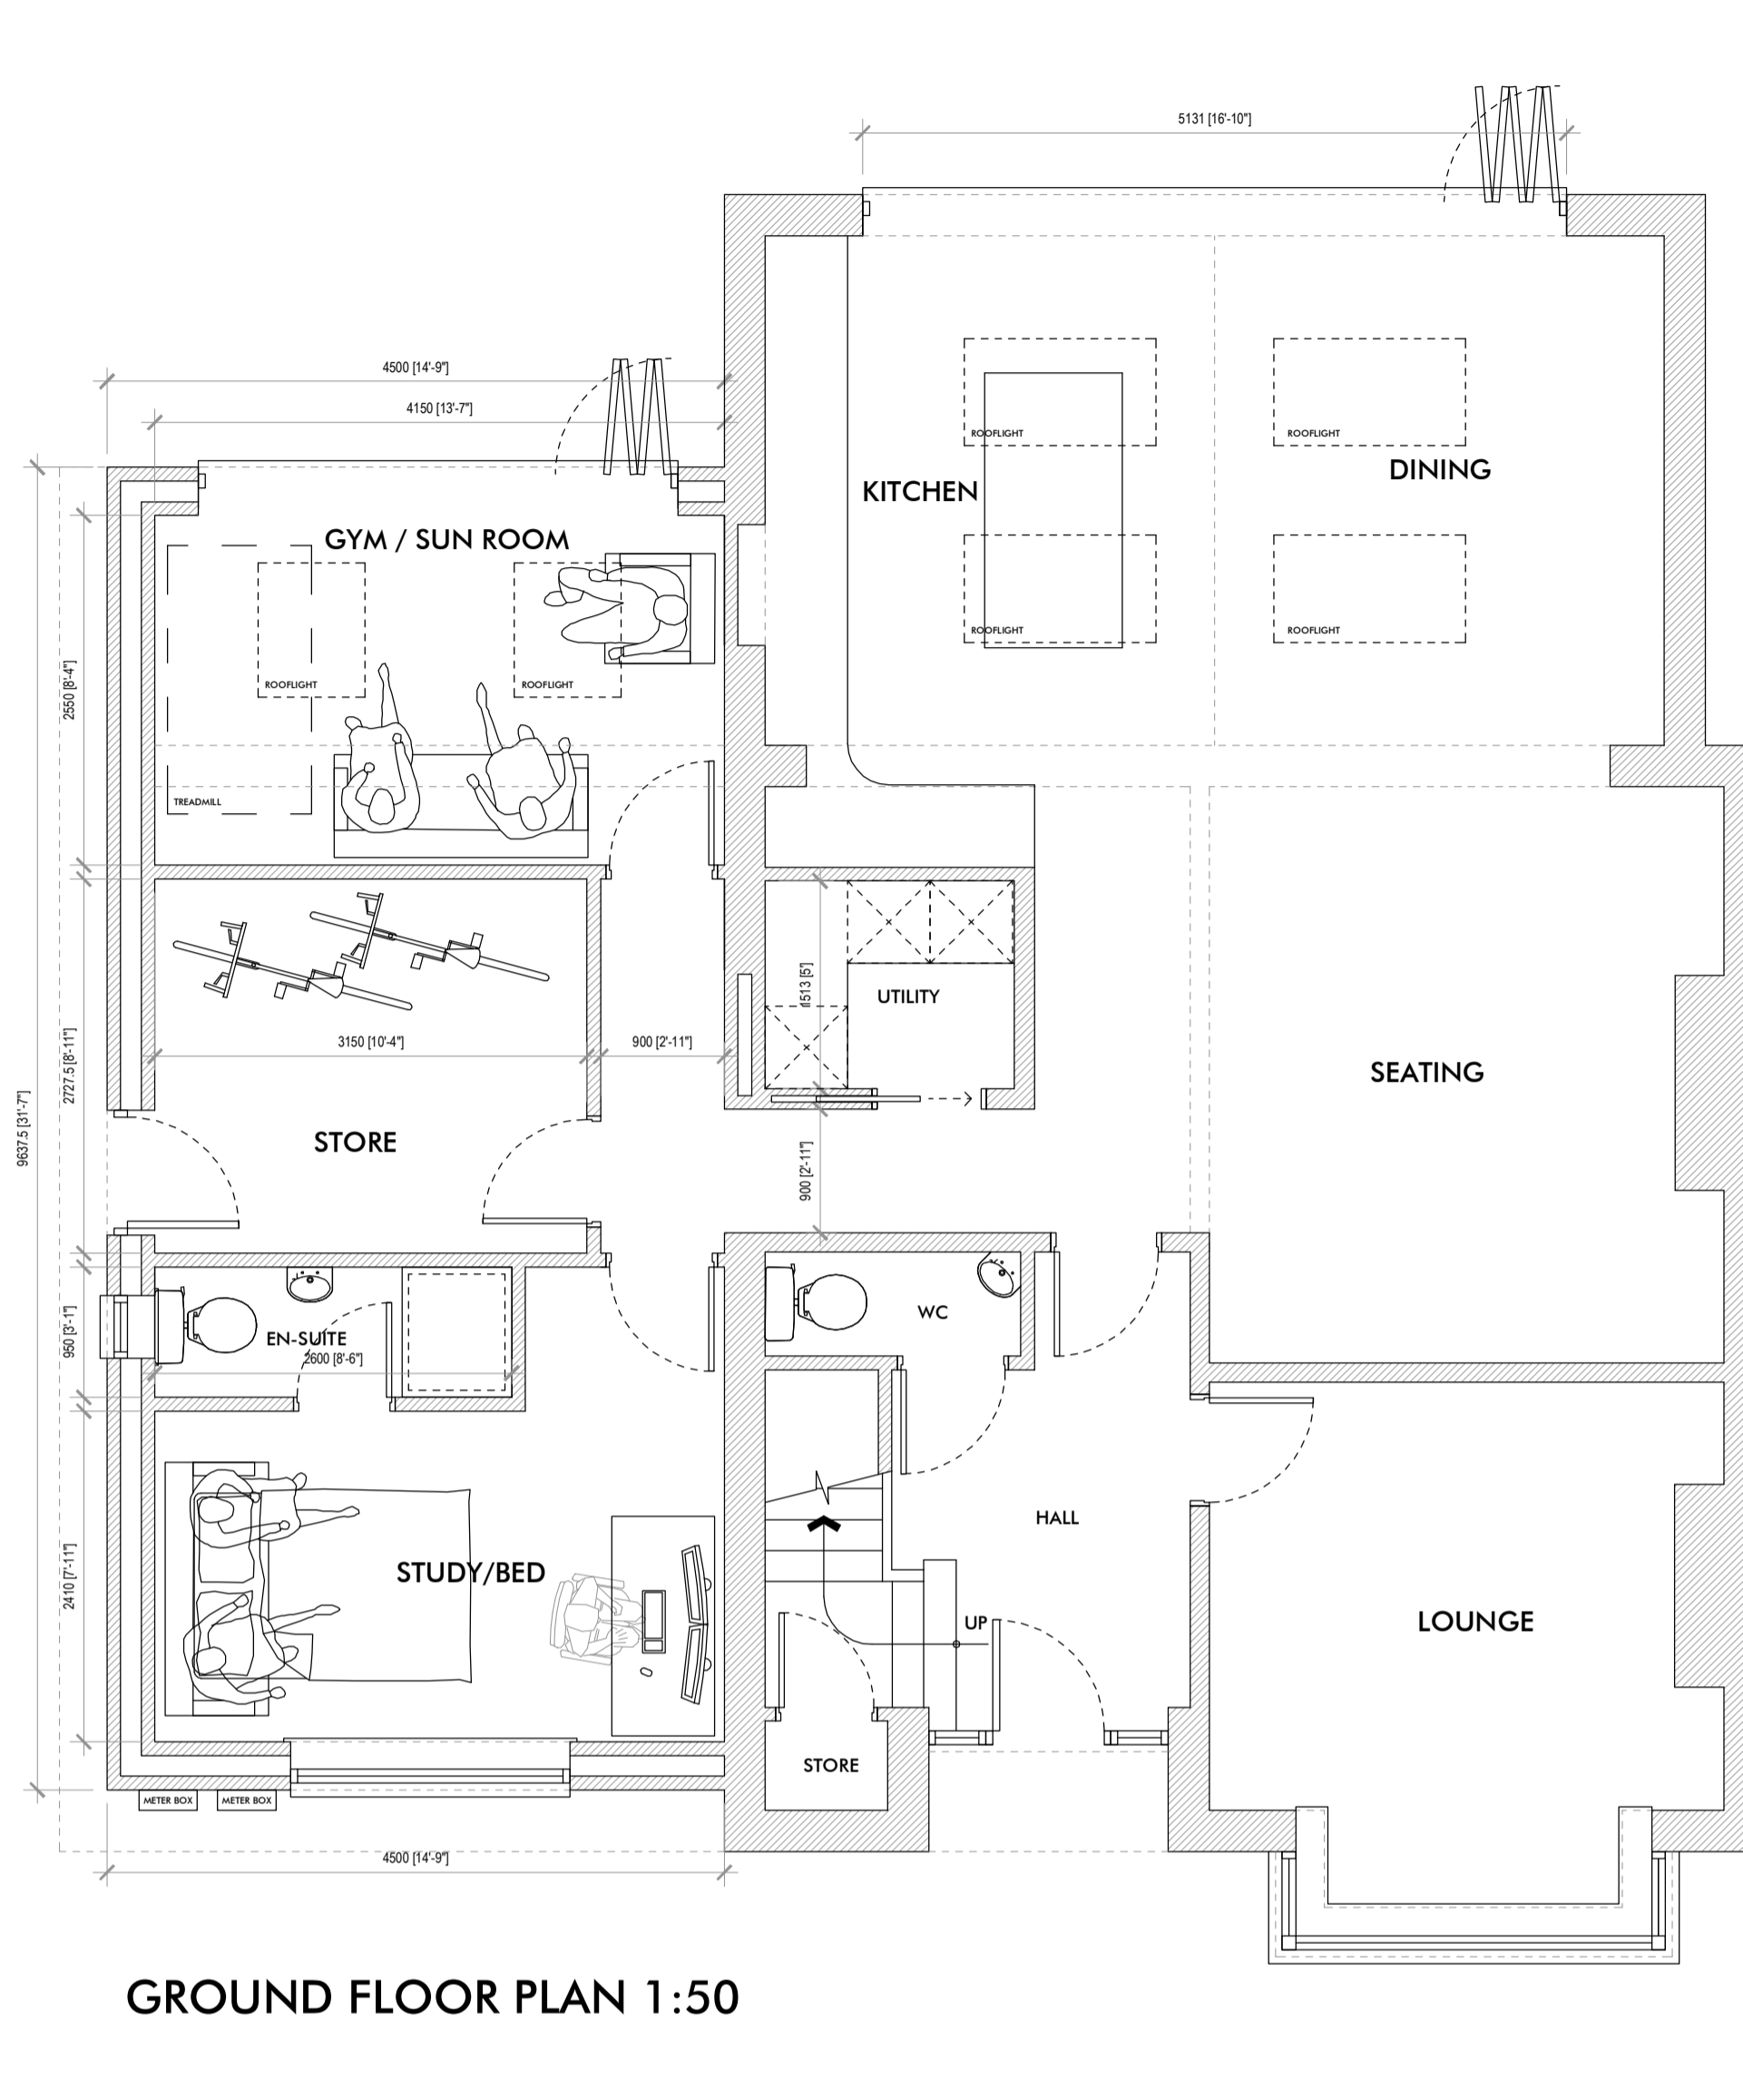 5131 [16'-10"]
4500 [14'-9"]
4150 [13'-7"]
ROOFLIGHT
ROOFLIGHT
DINING
KITCHEN
GYM / SUN ROOM
ROOFLIGHT
ROOFLIGHT
ROOFLIGHT
ROOFLIGHT
2550 [8'-4"]
TREADMILL
1513 [5']
UTILITY
3150 [10'-4"]
900 [2'-11"]
2727.5 [8'-11"]
SEATING
9637.5 [31'-7"]
STORE
900 [2'-11"]
WC
950 [3'-1"]
EN-SUITE
2600 [8'-6"]
HALL
STUDY/BED
2410 [7'-11"]
UP
LOUNGE
STORE
METER BOX
METER BOX
4500 [14'-9"]
GROUND FLOOR PLAN 1:50